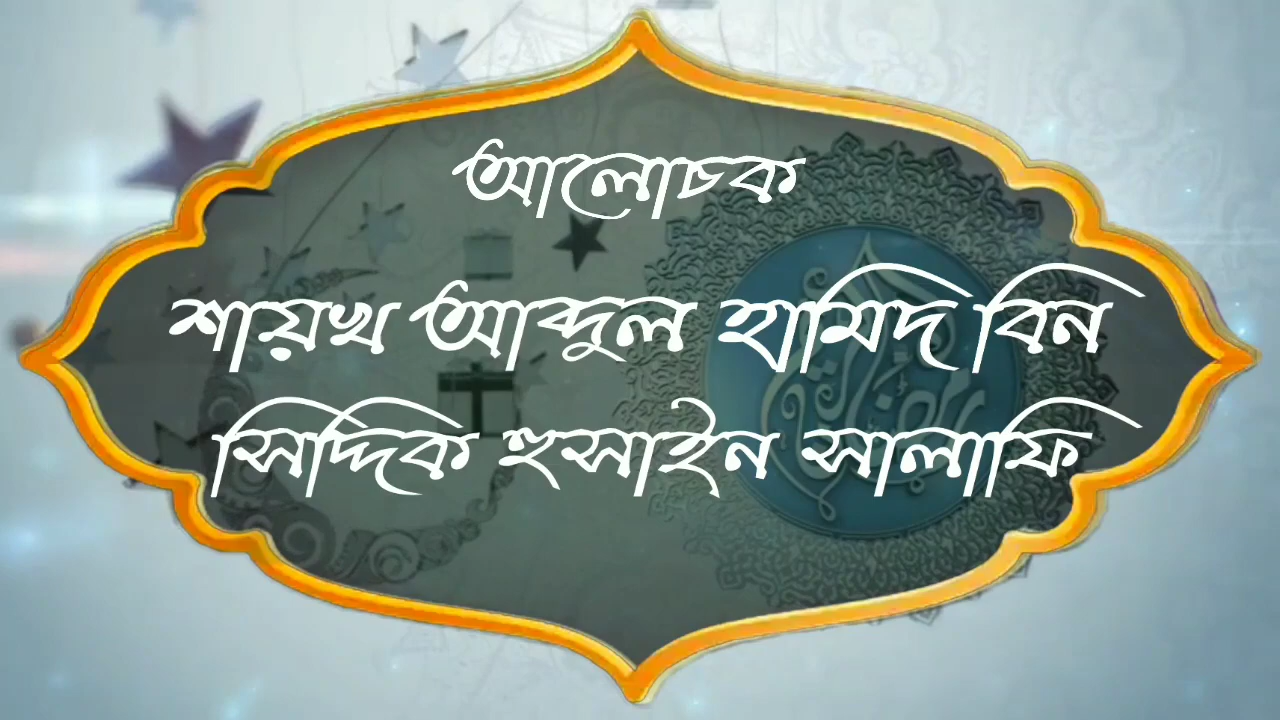 আলোচক
শায়খ আব্দুল হামিদ বিন
সিদ্দিক হুসাইন সালাফি